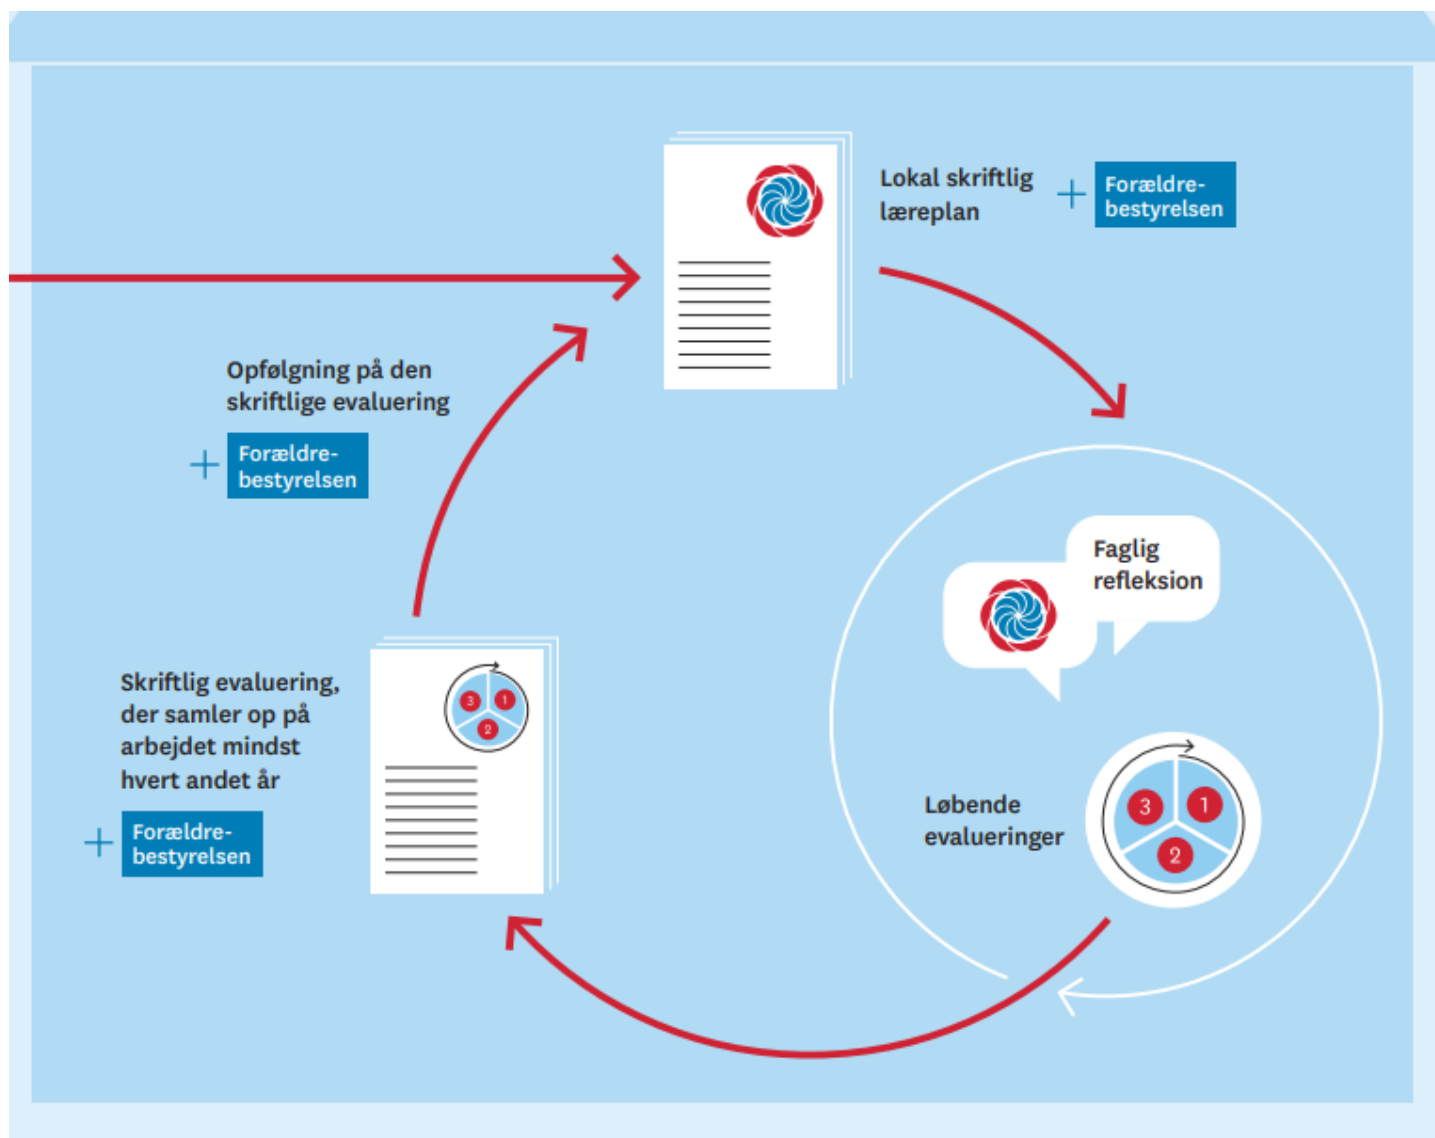 Lokal skriftlig
læreplan
+
Forældre-
bestyrelsen
Opfølgning på den
skriftlige evaluering
+
Forældre-
bestyrelsen
Faglig
refleksion
Skriftlig evaluering,
der samler op på
arbejdet mindst
hvert andet år
+
Forældre-
bestyrelsen
3 1
2
Løbende
evalueringer
3 1
2